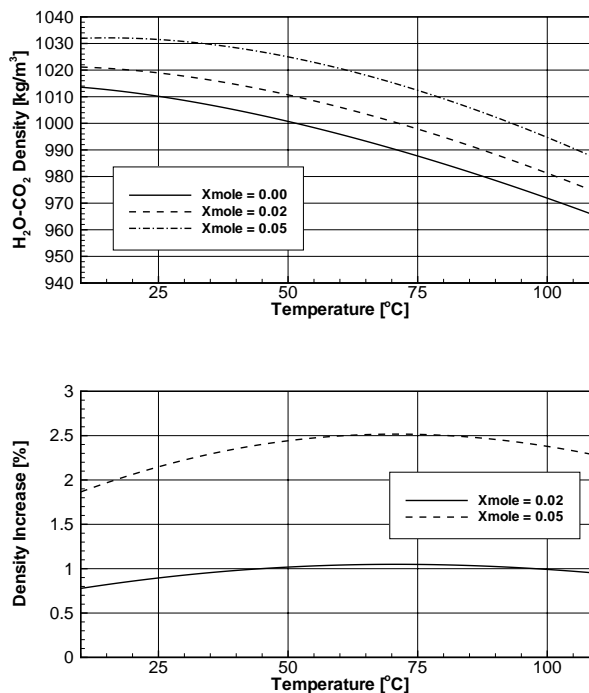 1040
1030
1020
1010
1000
990
980
970
960
950
940
H₂O-CO₂ Density [kg/m³]
Xmole = 0.00
Xmole = 0.02
Xmole = 0.05
25 50 75 100
Temperature [°C]
3
2.5
2
1.5
1
0.5
0
Density Increase [%]
Xmole = 0.02
Xmole = 0.05
25 50 75 100
Temperature [°C]